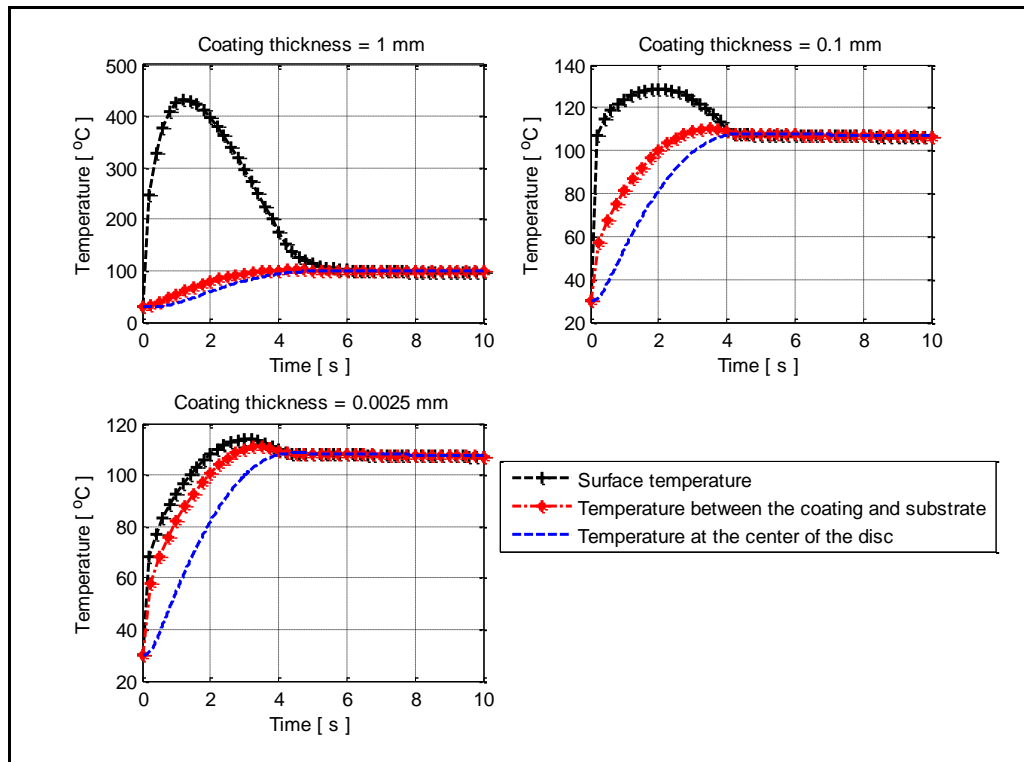 Coating thickness = 1 mm
500
400
300
200
100
0
0 2 4 6 8 10
Temperature [ °C]
Time [ s ]
Coating thickness = 0.1 mm
140
120
100
80
60
40
20
0 2 4 6 8 10
Temperature [ °C]
Time [ s ]
Coating thickness = 0.0025 mm
120
100
80
60
40
20
0 2 4 6 8 10
Temperature [ °C]
Time [ s ]
Surface temperature
Temperature between the coating and substrate
Temperature at the center of the disc